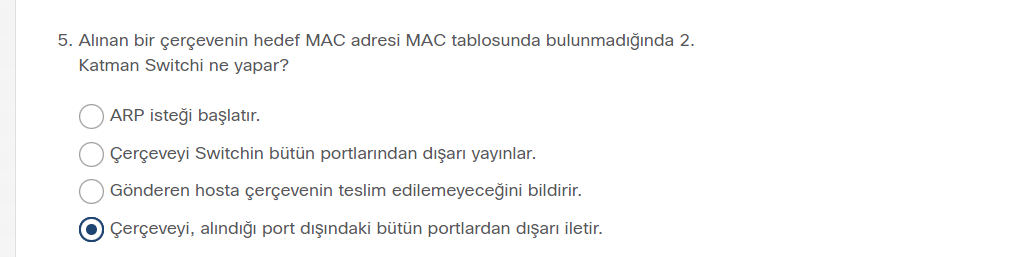 5. Alınan bir çerçevenin hedef MAC adresi MAC tablosunda bulunmadığında 2.
Katman Switchi ne yapar?
ARP isteği başlatır.
Çerçeveyi Switchin bütün portlarından dışarı yayınlar.
Gönderen hosta çerçevenin teslim edilemeyeceğini bildirir.
Çerçeveyi, alındığı port dışındaki bütün portlardan dışarı iletir.